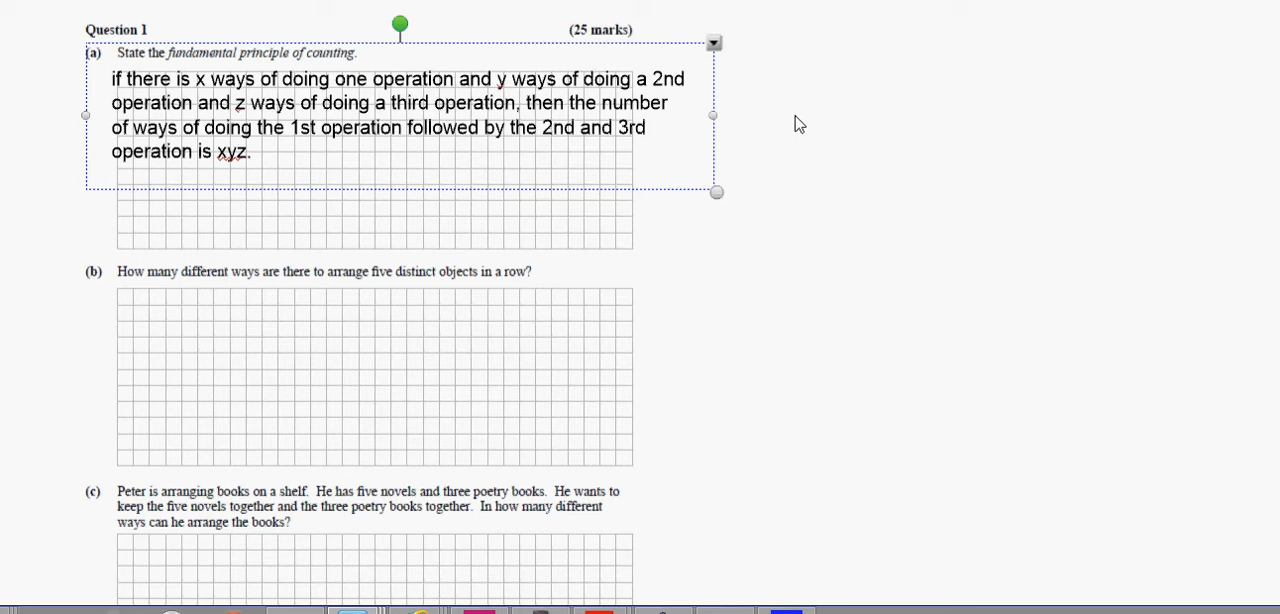 Question 1 (25 marks)
(a) State the fundamental principle of counting.
if there is x ways of doing one operation and y ways of doing a 2nd
operation and z ways of doing a third operation, then the number
of ways of doing the 1st operation followed by the 2nd and 3rd
operation is xyz.
(b) How many different ways are there to arrange five distinct objects in a row?
(c) Peter is arranging books on a shelf. He has five novels and three poetry books. He wants to
keep the five novels together and the three poetry books together. In how many different
ways can he arrange the books?